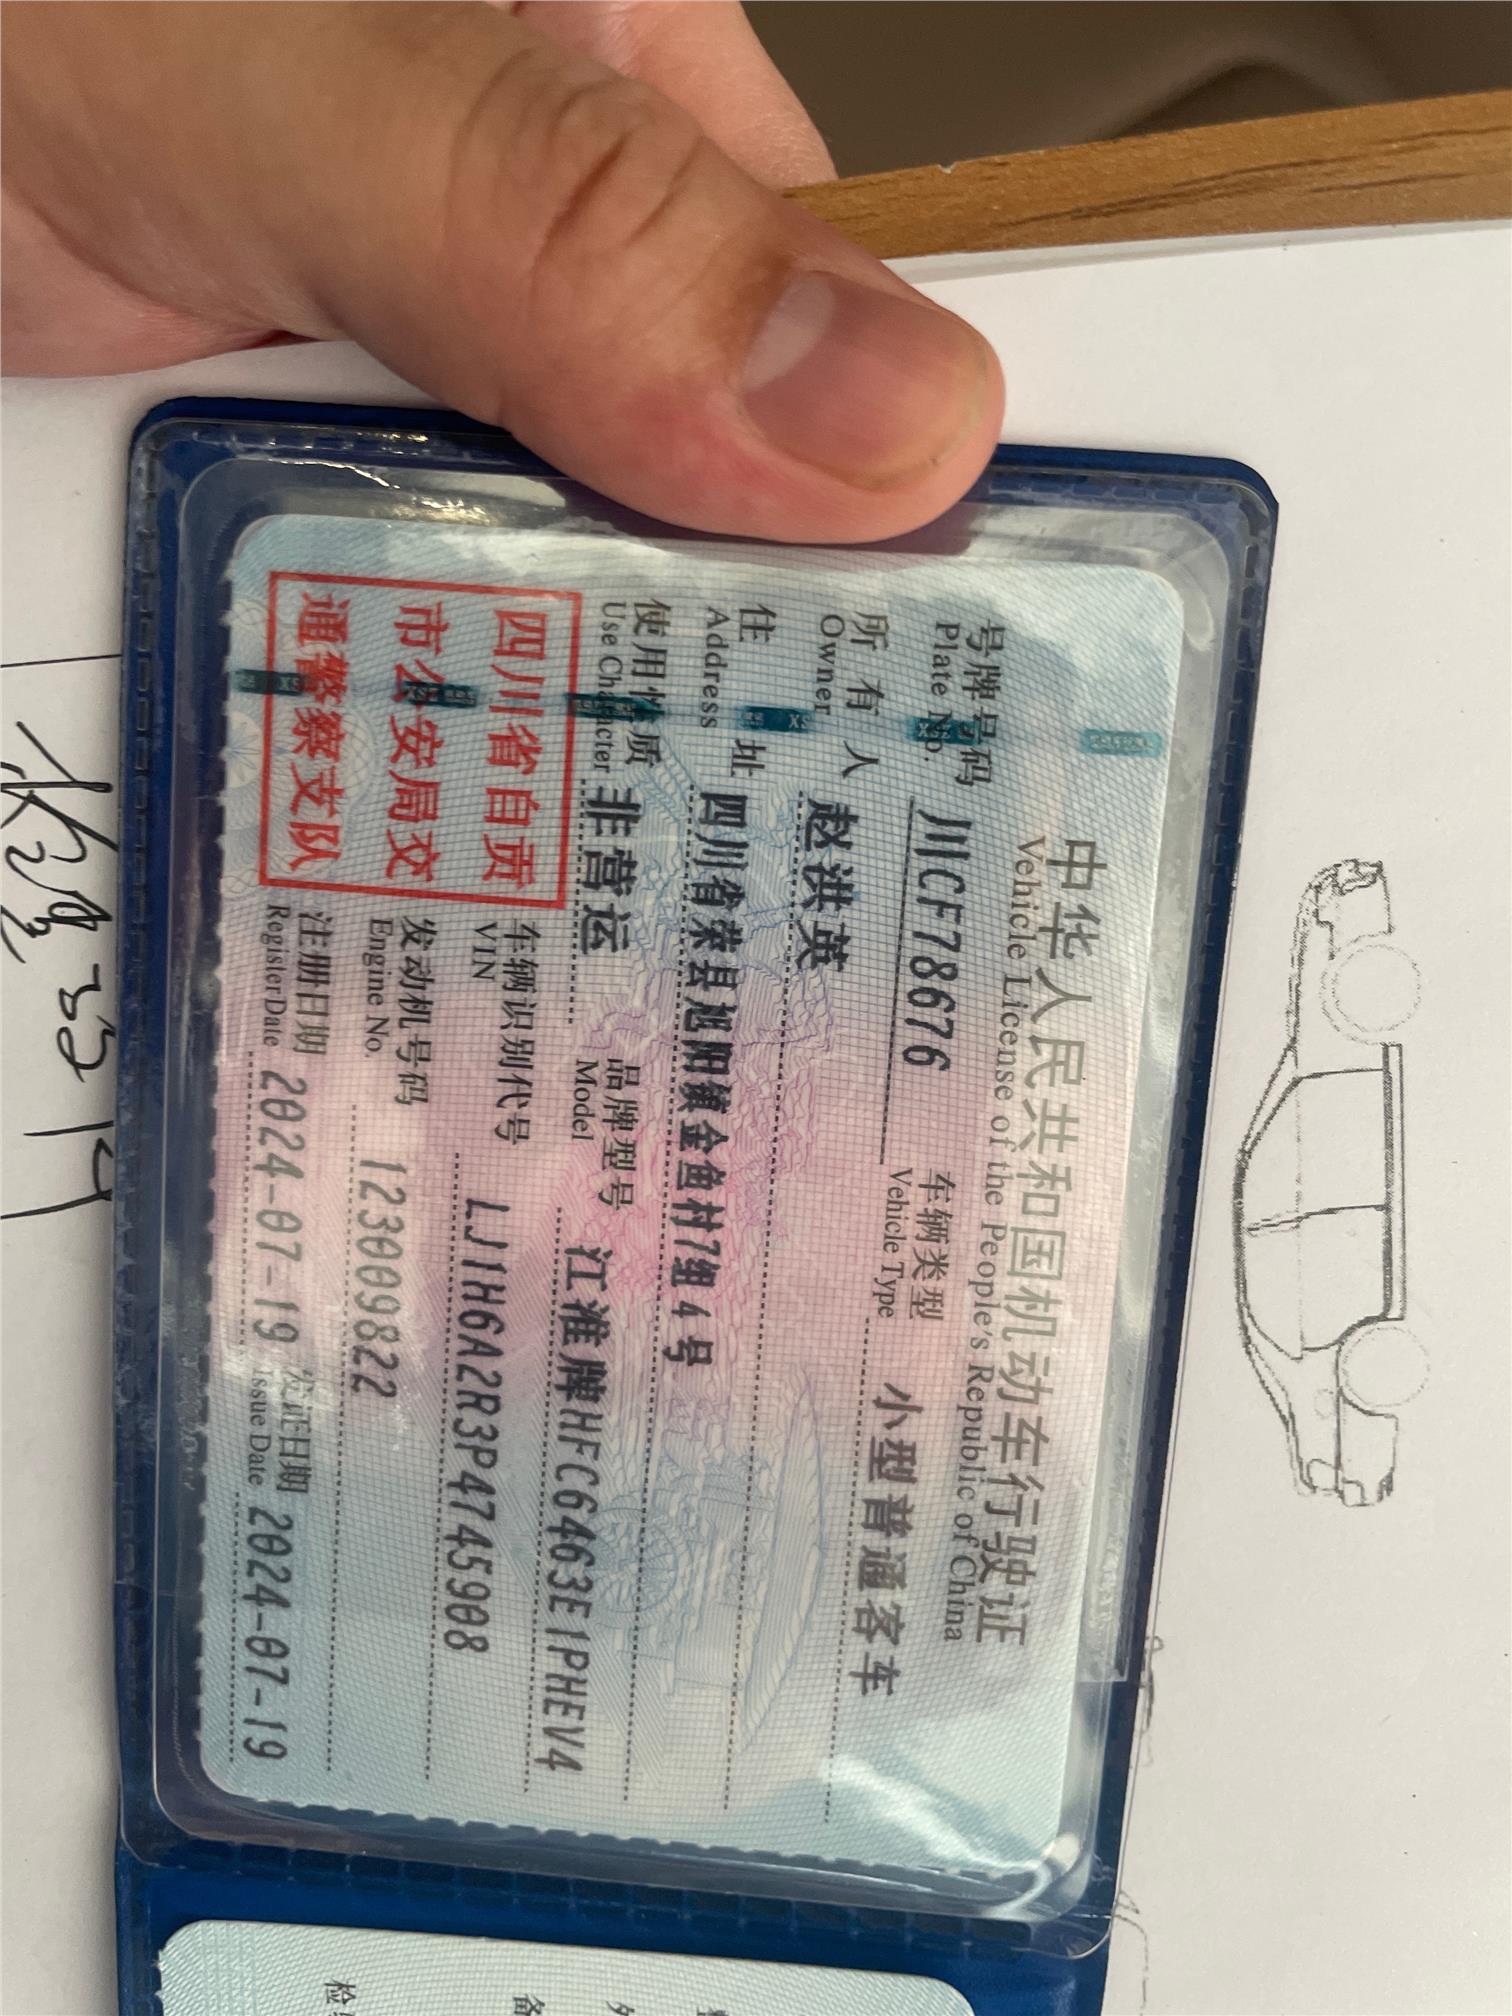 中华人民共和国机动车行驶证
Vehicle License of the People's Republic of China
号牌号码 川CF78676 车辆类型 小型普通客车
Plate No. Vehicle Type
所有人 赵洪英
Owner
住址 四川省荣县旭阳镇金鱼村7组4号
Address
使用性质 非营运 品牌型号 江淮牌HFC6463E1PHEV4
Use Character Model
四川省自贡
市公安局交
通警察支队
车辆识别代号 LJ1H6A2R3P4745908
VIN
发动机号码 123009822
Engine No.
注册日期 2024-07-19 发证日期 2024-07-19
Register Date Issue Date
备
检